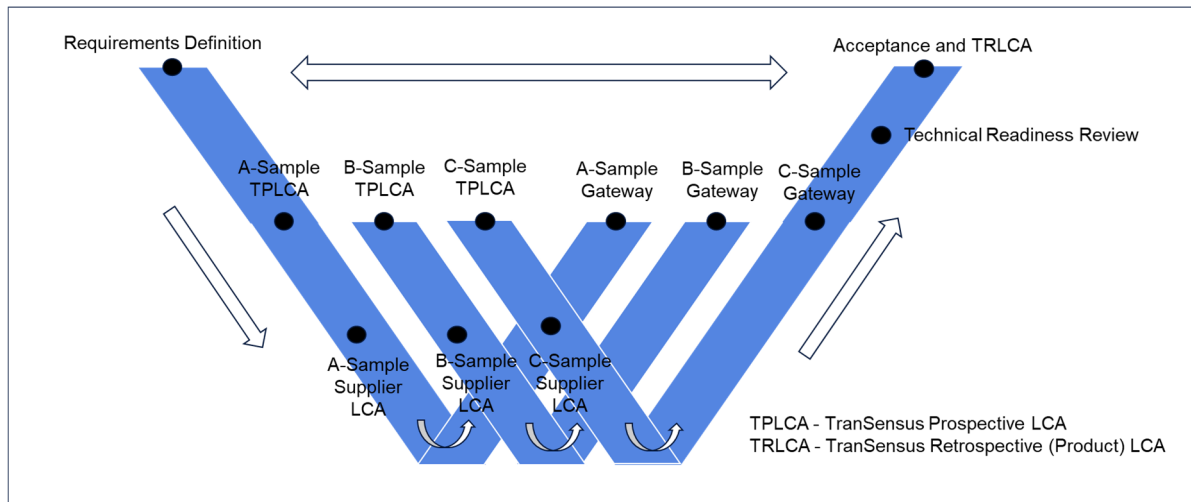 Requirements Definition
Acceptance and TRLCA
Technical Readiness Review
A-Sample
TPLCA
B-Sample
TPLCA
C-Sample
TPLCA
A-Sample
Gateway
B-Sample
Gateway
C-Sample
Gateway
A-Sample
Supplier
LCA
B-Sample
Supplier
LCA
C-Sample
Supplier
LCA
TPLCA - TranSensus Prospective LCA
TRLCA - TranSensus Retrospective (Product) LCA